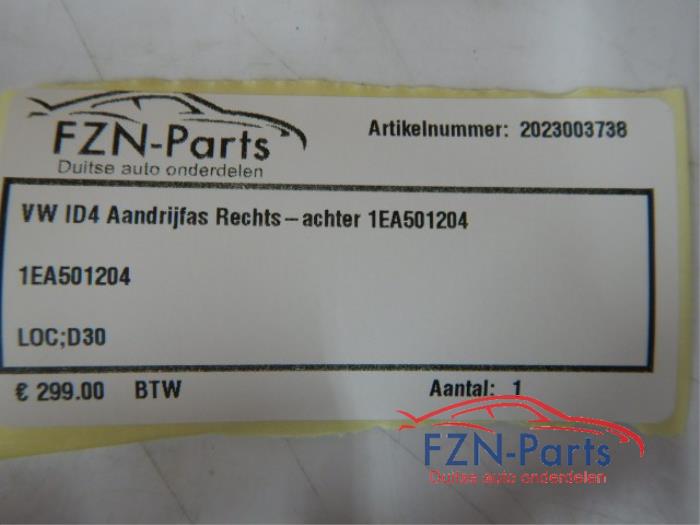 FZN-Parts
Duitse auto onderdelen
Artikelnummer: 2023003738
VW ID4 Aandrijfas Rechts-achter 1EA501204
1EA501204
LOC;D30
€ 299.00 BTW
Aantal: 1
FZN-Parts
Duitse auto onderdelen